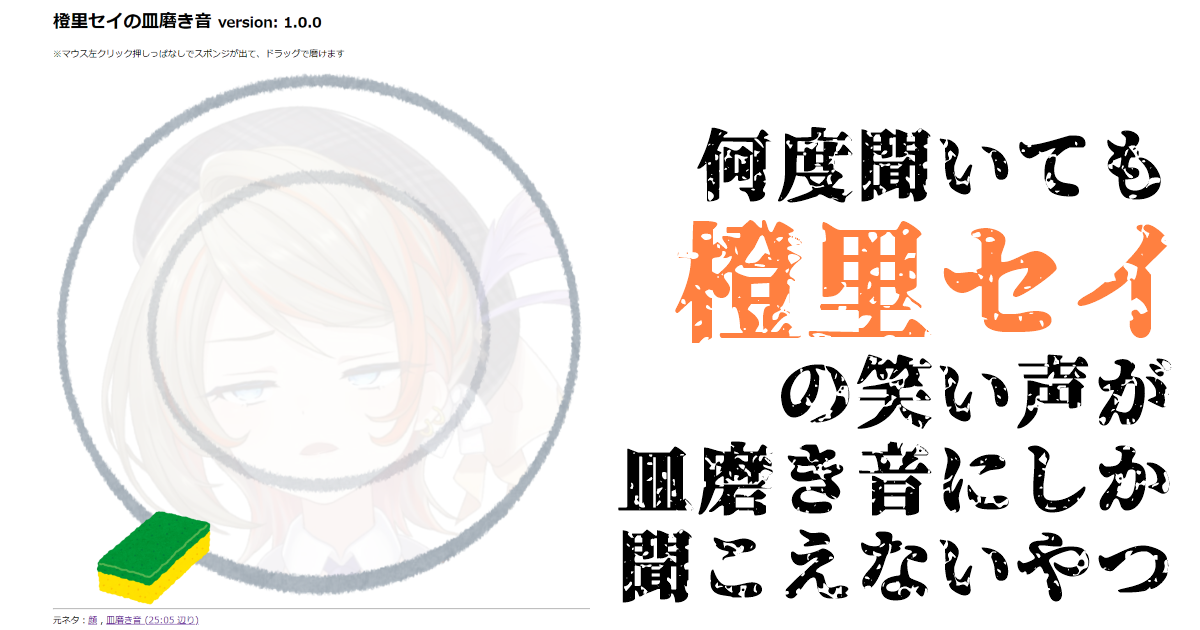 橙里セイの皿磨き音 version: 1.0.0
※マウス左クリック押しっぱなしでスポンジが出て、ドラッグで磨けます
何度聞いても
橙里セイ
の笑い声が
皿磨き音にしか
聞こえないやつ
元ネタ : 顔 , 皿磨き音 (25:05 辺り)